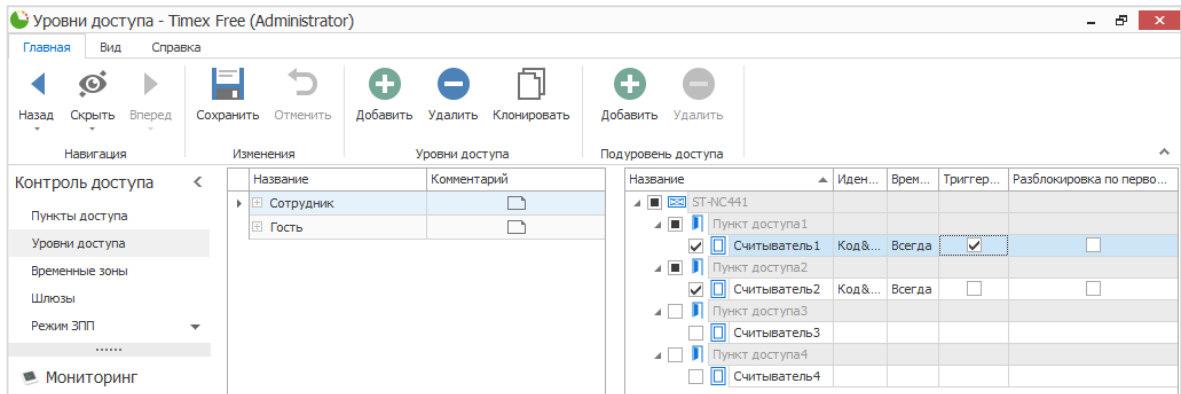 Уровни доступа - Timex Free (Administrator)
Главная Вид Справка
Назад Скрыть Вперед Сохранить Отменить Добавить Удалить Клонировать Добавить Удалить
Навигация Изменения Уровни доступа Подуровень доступа
Контроль доступа
Пункты доступа
Уровни доступа
Временные зоны
Шлюзы
Режим ЗПП
Мониторинг
Название Комментарий
Сотрудник
Гость
Название Иден... Врем... Триггер... Разблокировка по перво...
ST-NC441
Пункт доступа1
Считыватель1 Код&... Всегда
Пункт доступа2
Считыватель2 Код&... Всегда
Пункт доступа3
Считыватель3
Пункт доступа4
Считыватель4